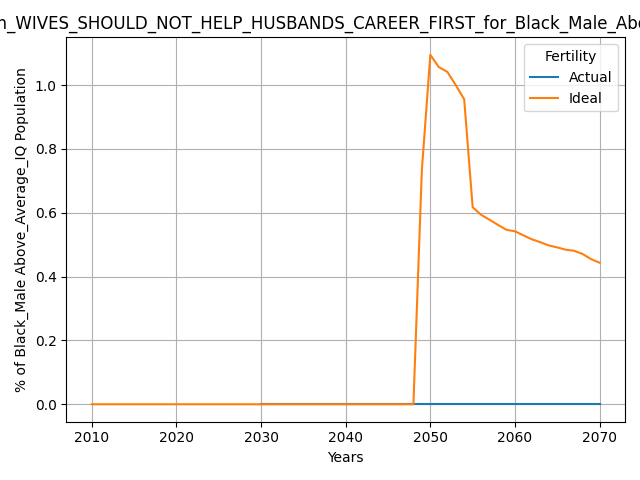 WIVES_SHOULD_NOT_HELP_HUSBANDS_CAREER_FIRST_for_Black_Male_Abo
Fertility
Actual
Ideal
% of Black_Male Above_Average_IQ Population
1.0
0.8
0.6
0.4
0.2
0.0
2010 2020 2030 2040 2050 2060 2070
Years